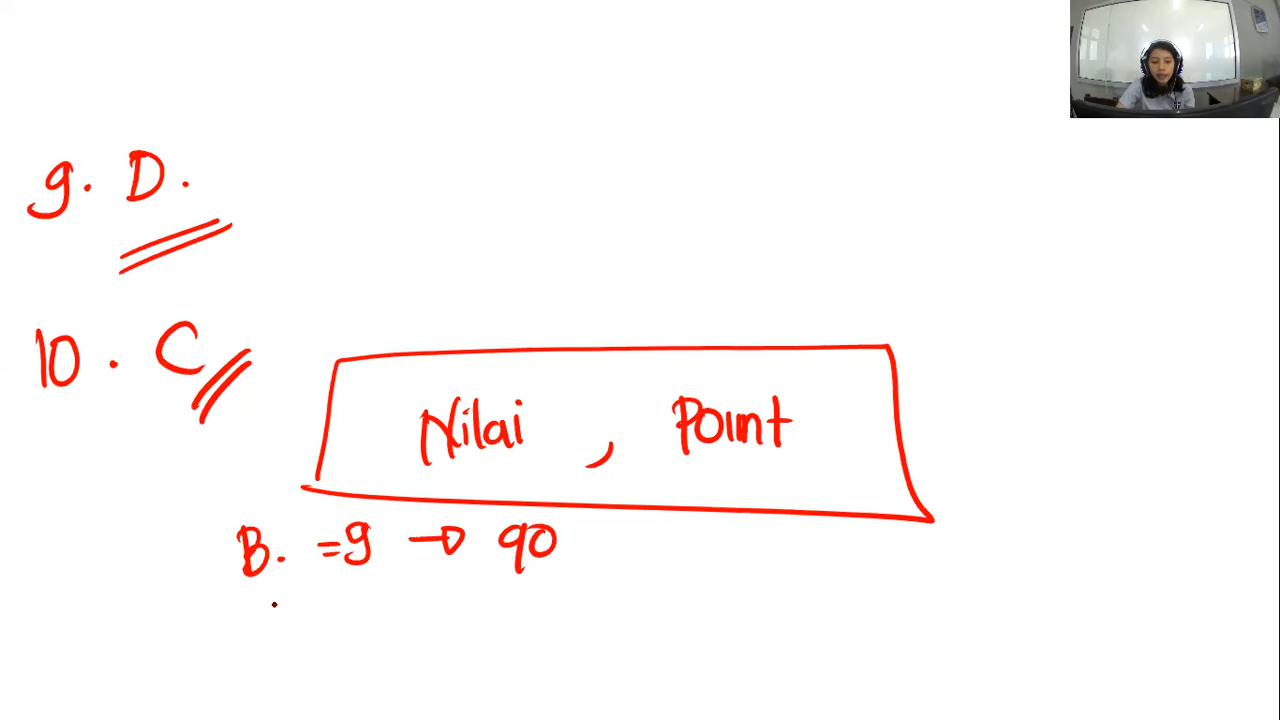 9. D.
10. C
Nilai , Point
B. = 9 → 90